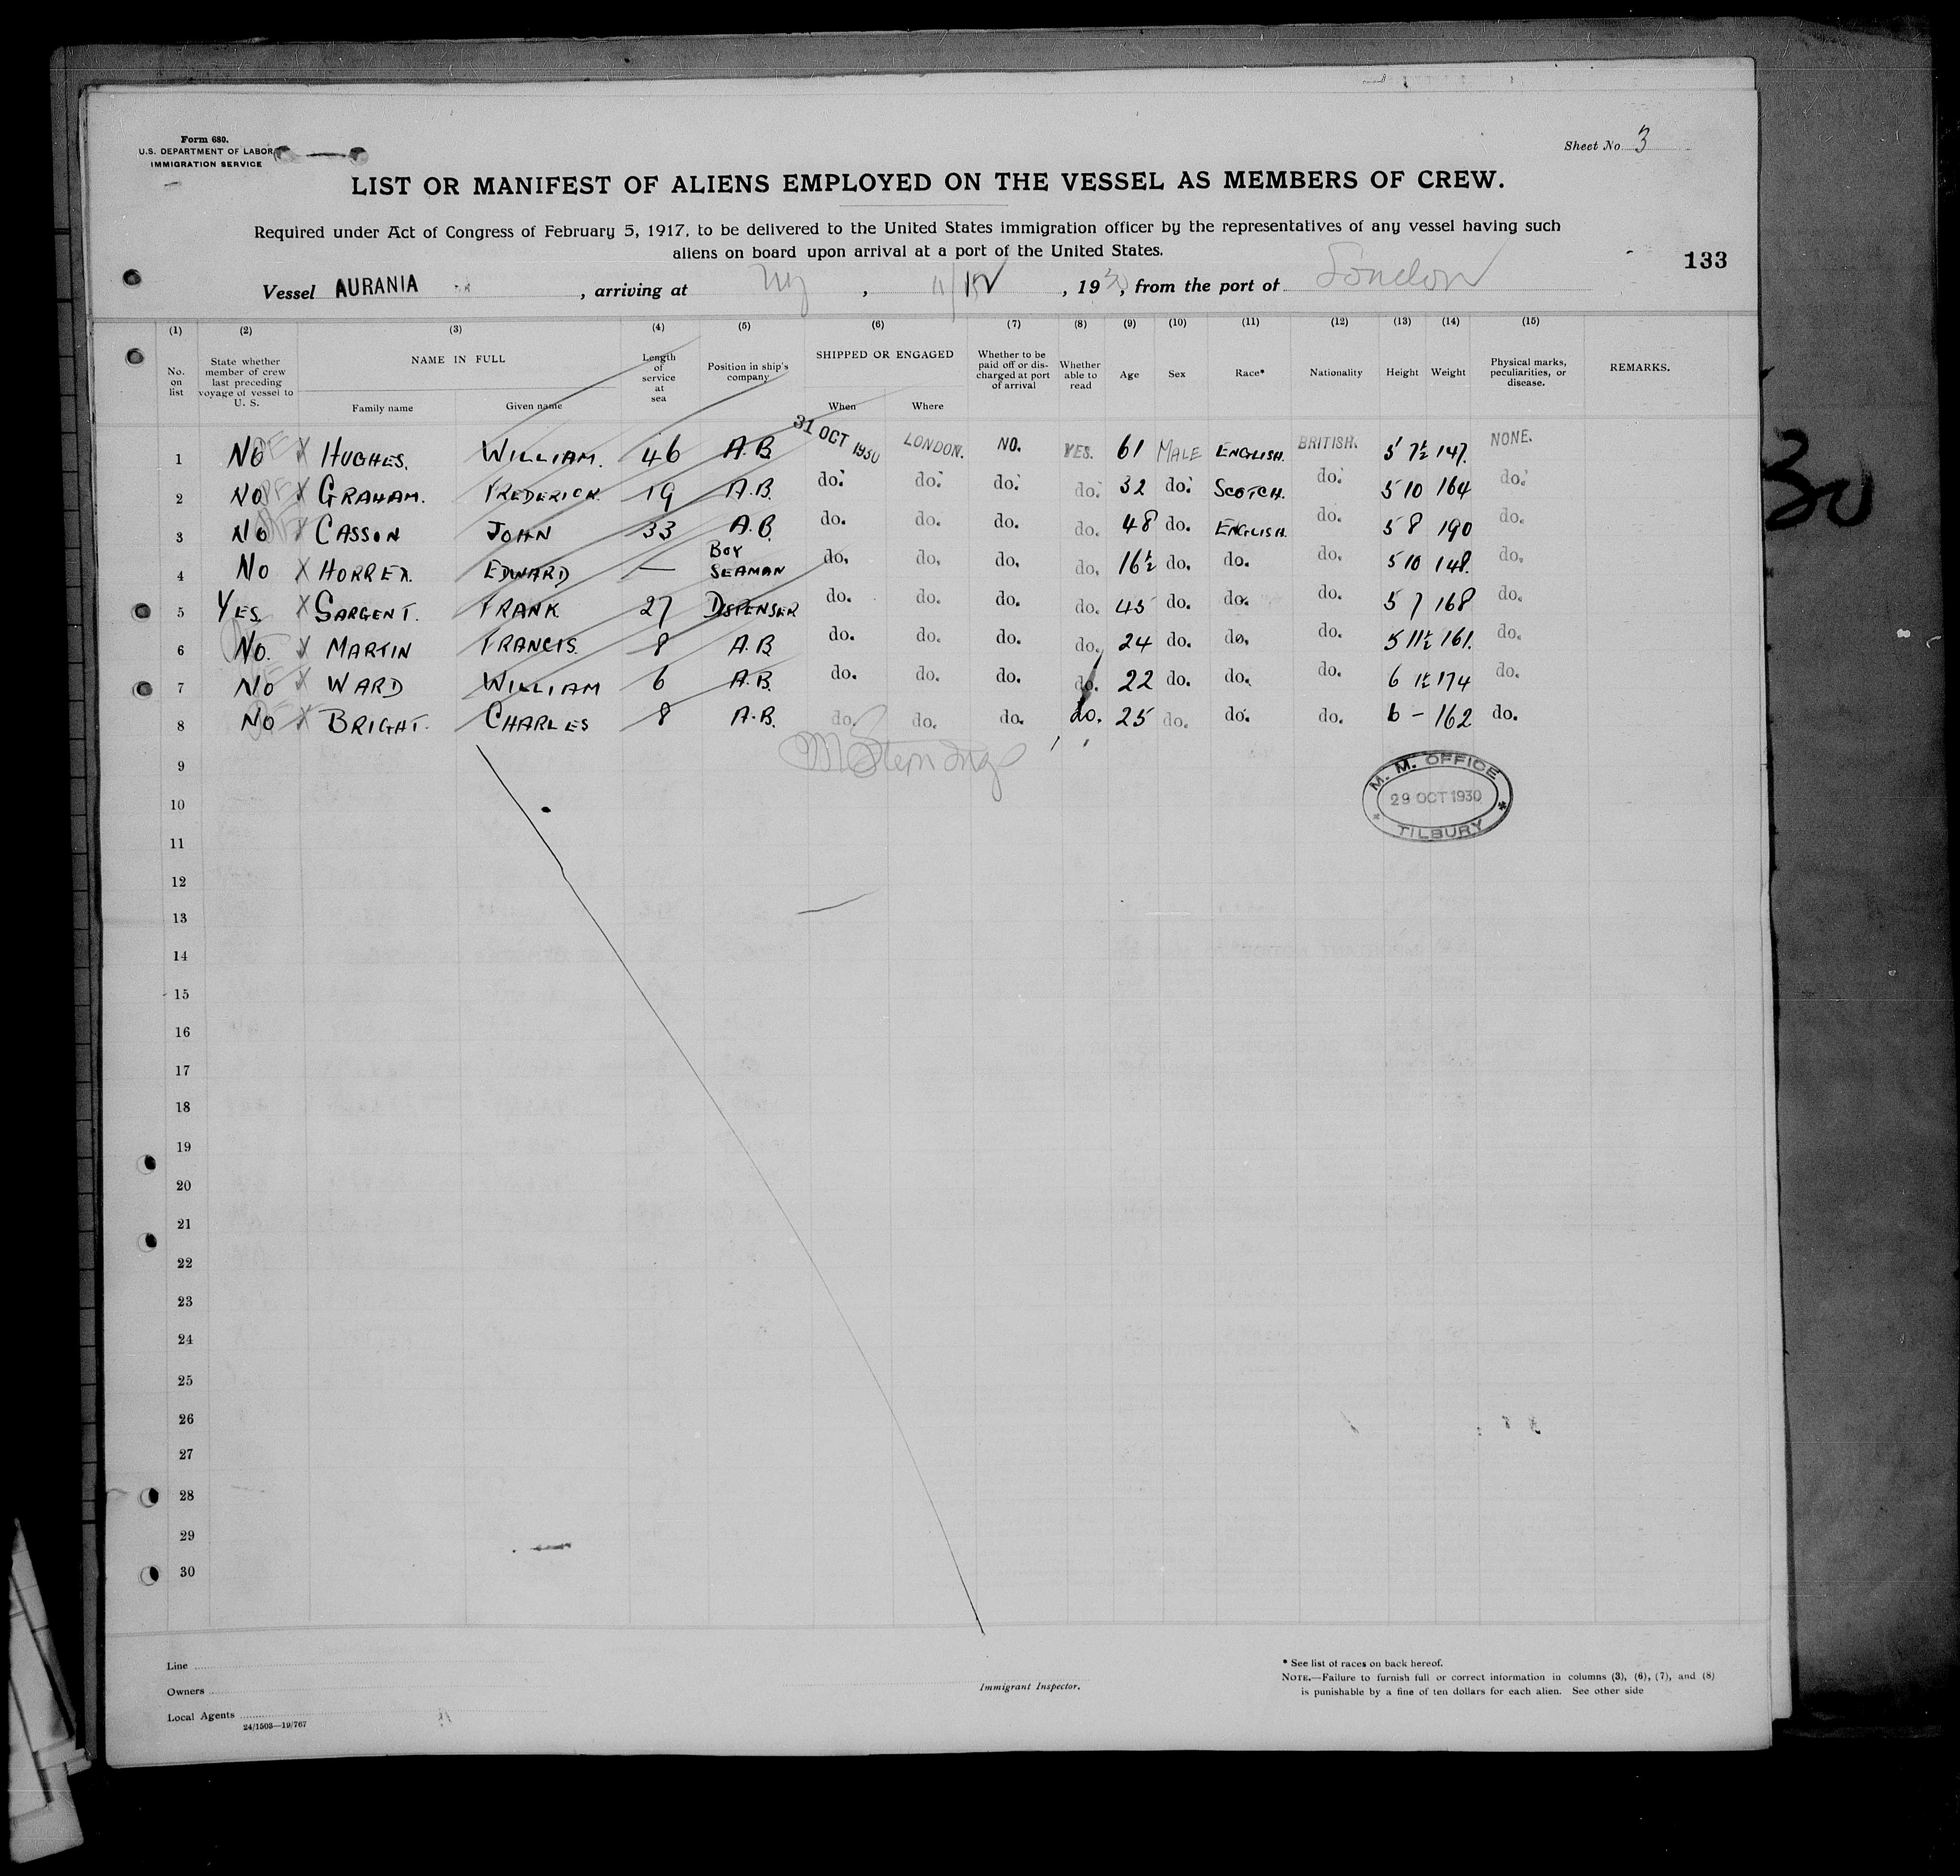 Form 680.
U.S. DEPARTMENT OF LABOR
IMMIGRATION SERVICE
Sheet No. 3
LIST OR MANIFEST OF ALIENS EMPLOYED ON THE VESSEL AS MEMBERS OF CREW.
Required under Act of Congress of February 5, 1917, to be delivered to the United States immigration officer by the representatives of any vessel having such
aliens on board upon arrival at a port of the United States.
133
Vessel AURANIA, arriving at NY, 11/12, 1930, from the port of London
(1) (2) (3) (4) (5) (6) (7) (8) (9) (10) (11) (12) (13) (14) (15)
No. on list State whether member of crew last preceding voyage of vessel to U. S. NAME IN FULL Family name Given name Length of service at sea Position in ship's company SHIPPED OR ENGAGED When Where Whether to be paid off or discharged at port of arrival Whether able to read Age Sex Race* Nationality Height Weight Physical marks, peculiarities, or disease. REMARKS.
1 NO X HUGHES. WILLIAM. 46 A.B 31 OCT 1930 LONDON. NO. YES. 61 MALE ENGLISH. BRITISH. 5' 7½ 147. NONE.
2 NO X GRAHAM. FREDERICK. 19 A.B. do. do. do. do. 32 do. SCOTCH. do. 5 10 164 do.
3 NO X CASSON JOHN 33 A.B. do. do. do. do. 48 do. ENGLISH. do. 5 8 190 do.
4 NO X HORREX. EDWARD — BOY SEAMAN do. do. do. do. 16½ do. do. do. 5 10 148. do.
5 YES X SARGENT. FRANK. 27 DISPENSER do. do. do. do. 45 do. do. do. 5 7 168 do.
6 NO. X MARTIN FRANCIS. 8 A.B do. do. do. do. 24 do. do. do. 5 11½ 161. do.
7 NO X WARD WILLIAM 6 A.B. do. do. do. do. 22 do. do. do. 6 1½ 174 do.
8 NO X BRIGHT. CHARLES 8 A.B. do. do. do. do. 25 do. do. do. 6 – 162 do.
9
M. M. OFFICE
29 OCT 1930
TILBURY
10
11
12
13
14
15
16
17
18
19
20
21
22
23
24
25
26
27
28
29
30
Line
Owners
Local Agents
24/1503—19/767
Immigrant Inspector.
* See list of races on back hereof.
NOTE.—Failure to furnish full or correct information in columns (3), (6), (7), and (8)
is punishable by a fine of ten dollars for each alien. See other side
30